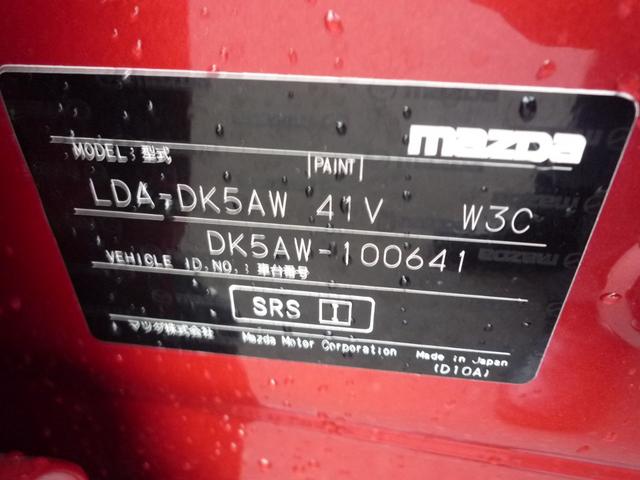 mazda
MODEL:型式 PAINT
LDA-DK5AW 41V W3C
DK5AW-100641
VEHICLE ID.NO.:車台番号
SRS I
マツダ株式会社 Mazda Motor Corporation Made in Japan
(D10A)